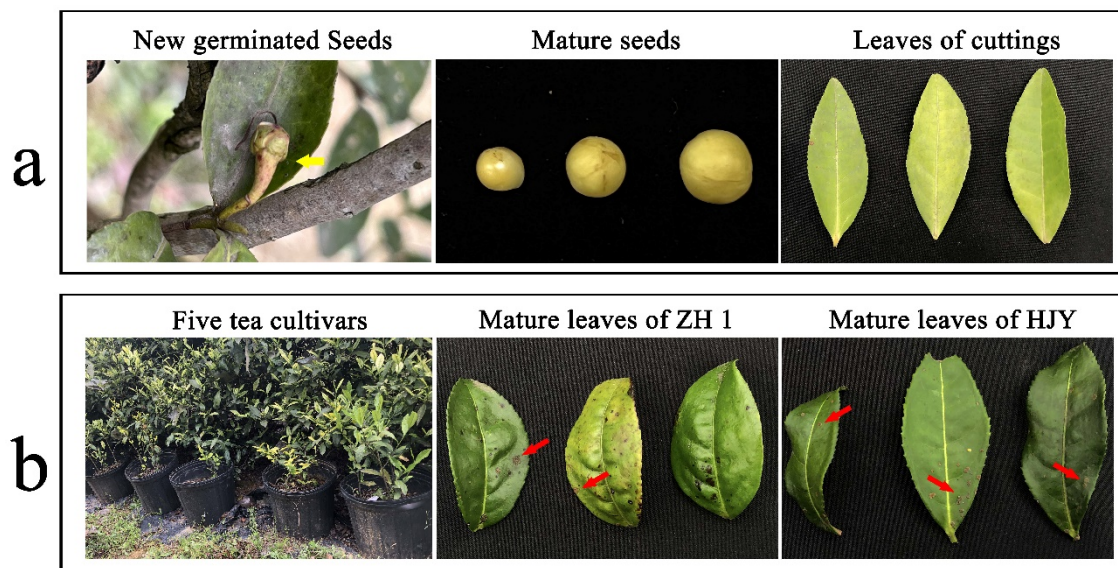 a
New germinated Seeds
Mature seeds
Leaves of cuttings
b
Five tea cultivars
Mature leaves of ZH 1
Mature leaves of HJY